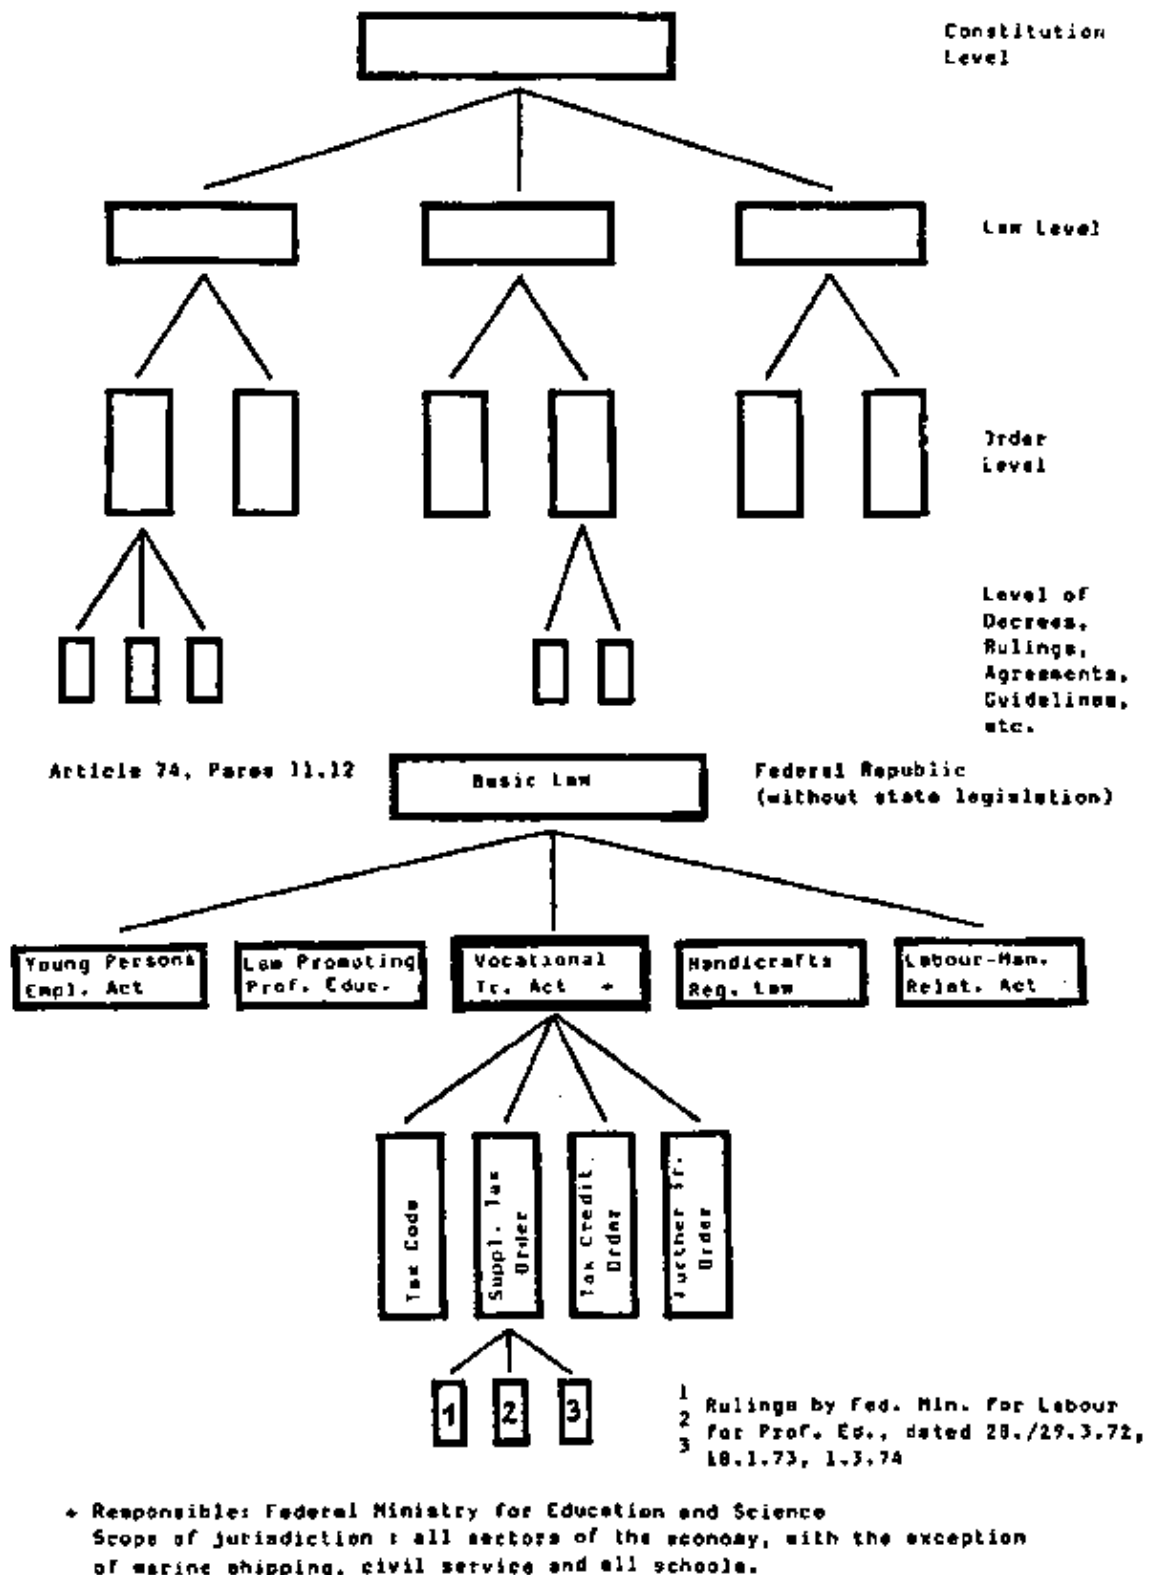 Constitution
Level
Law Level
Order
Level
Level of
Decrees,
Rulings,
Agreements,
Guidelines,
etc.
Article 74, Paras 11.12
Basic Law
Federal Republic
(without state legislation)
Young Persons
Empl. Act
Law Promoting
Prof. Educ.
Vocational
Tr. Act +
Handicrafts
Reg. Law
Labour-Man.
Relat. Act
Tax Code
Suppl. Tax
Order
Tax Credit
Order
Further Tr.
Order
1
2
3
1
2
3
Rulings by Fed. Min. for Labour
for Prof. Ed., dated 28./29.3.72,
18.1.73, 1.3.74
+ Responsible: Federal Ministry for Education and Science
Scope of jurisdiction : all sectors of the economy, with the exception
of marine shipping, civil service and all schools.